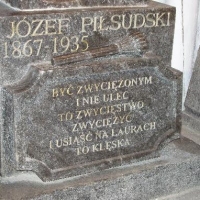 JÓZEF PIŁSUDSKI
1867-1935
BYĆ ZWYCIĘŻONYM
I NIE ULEC
TO ZWYCIĘSTWO
ZWYCIĘŻYĆ
I USIĄŚĆ NA LAURACH
TO KLĘSKA